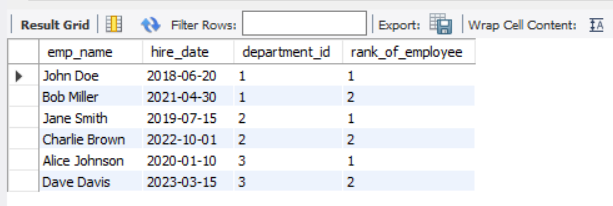 Result Grid Filter Rows: Export: Wrap Cell Content: IA
emp_name hire_date department_id rank_of_employee
John Doe 2018-06-20 1 1
Bob Miller 2021-04-30 1 2
Jane Smith 2019-07-15 2 1
Charlie Brown 2022-10-01 2 2
Alice Johnson 2020-01-10 3 1
Dave Davis 2023-03-15 3 2